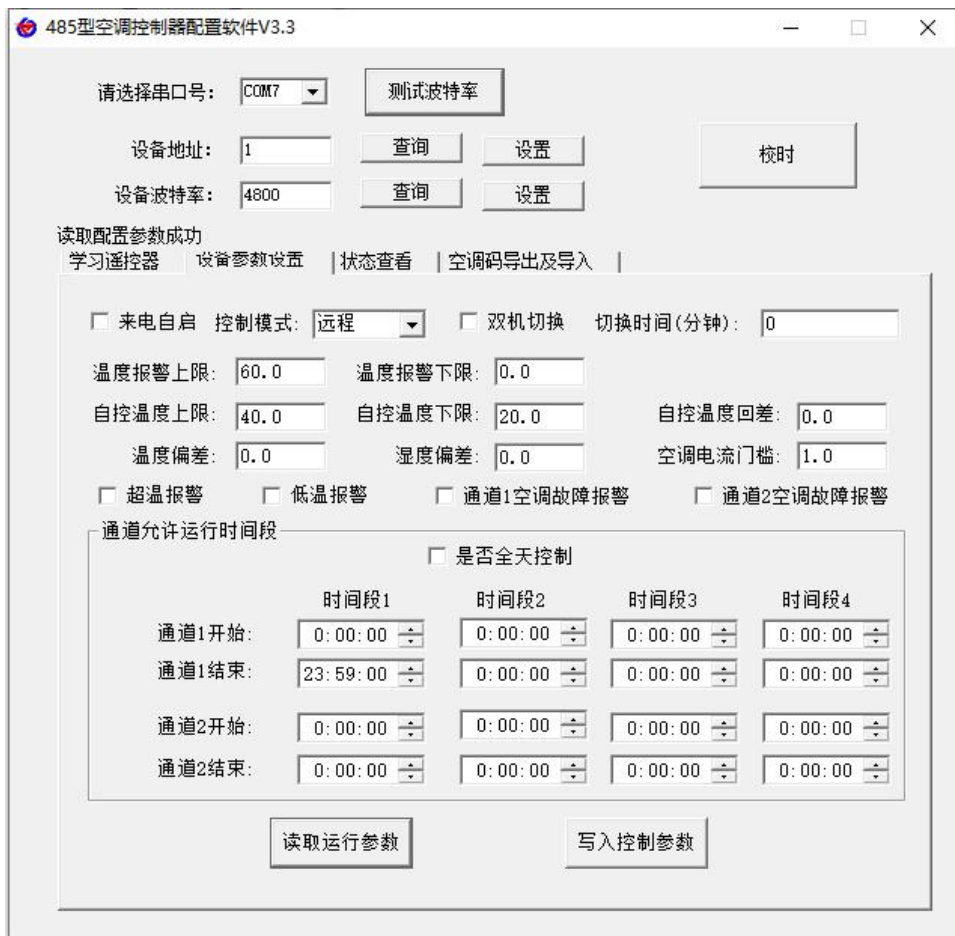 485型空调控制器配置软件V3.3
请选择串口号: COM7 测试波特率
设备地址: 1 查询 设置 校时
设备波特率: 4800 查询 设置
读取配置参数成功
学习遥控器 设备参数设置 状态查看 空调码导出及导入
来电自启 控制模式: 远程 双机切换 切换时间(分钟): 0
温度报警上限: 60.0 温度报警下限: 0.0
自控温度上限: 40.0 自控温度下限: 20.0 自控温度回差: 0.0
温度偏差: 0.0 湿度偏差: 0.0 空调电流门槛: 1.0
超温报警 低温报警 通道1空调故障报警 通道2空调故障报警
通道允许运行时间段
是否全天控制
时间段1 时间段2 时间段3 时间段4
通道1开始: 0:00:00 0:00:00 0:00:00 0:00:00
通道1结束: 23:59:00 0:00:00 0:00:00 0:00:00
通道2开始: 0:00:00 0:00:00 0:00:00 0:00:00
通道2结束: 0:00:00 0:00:00 0:00:00 0:00:00
读取运行参数 写入控制参数